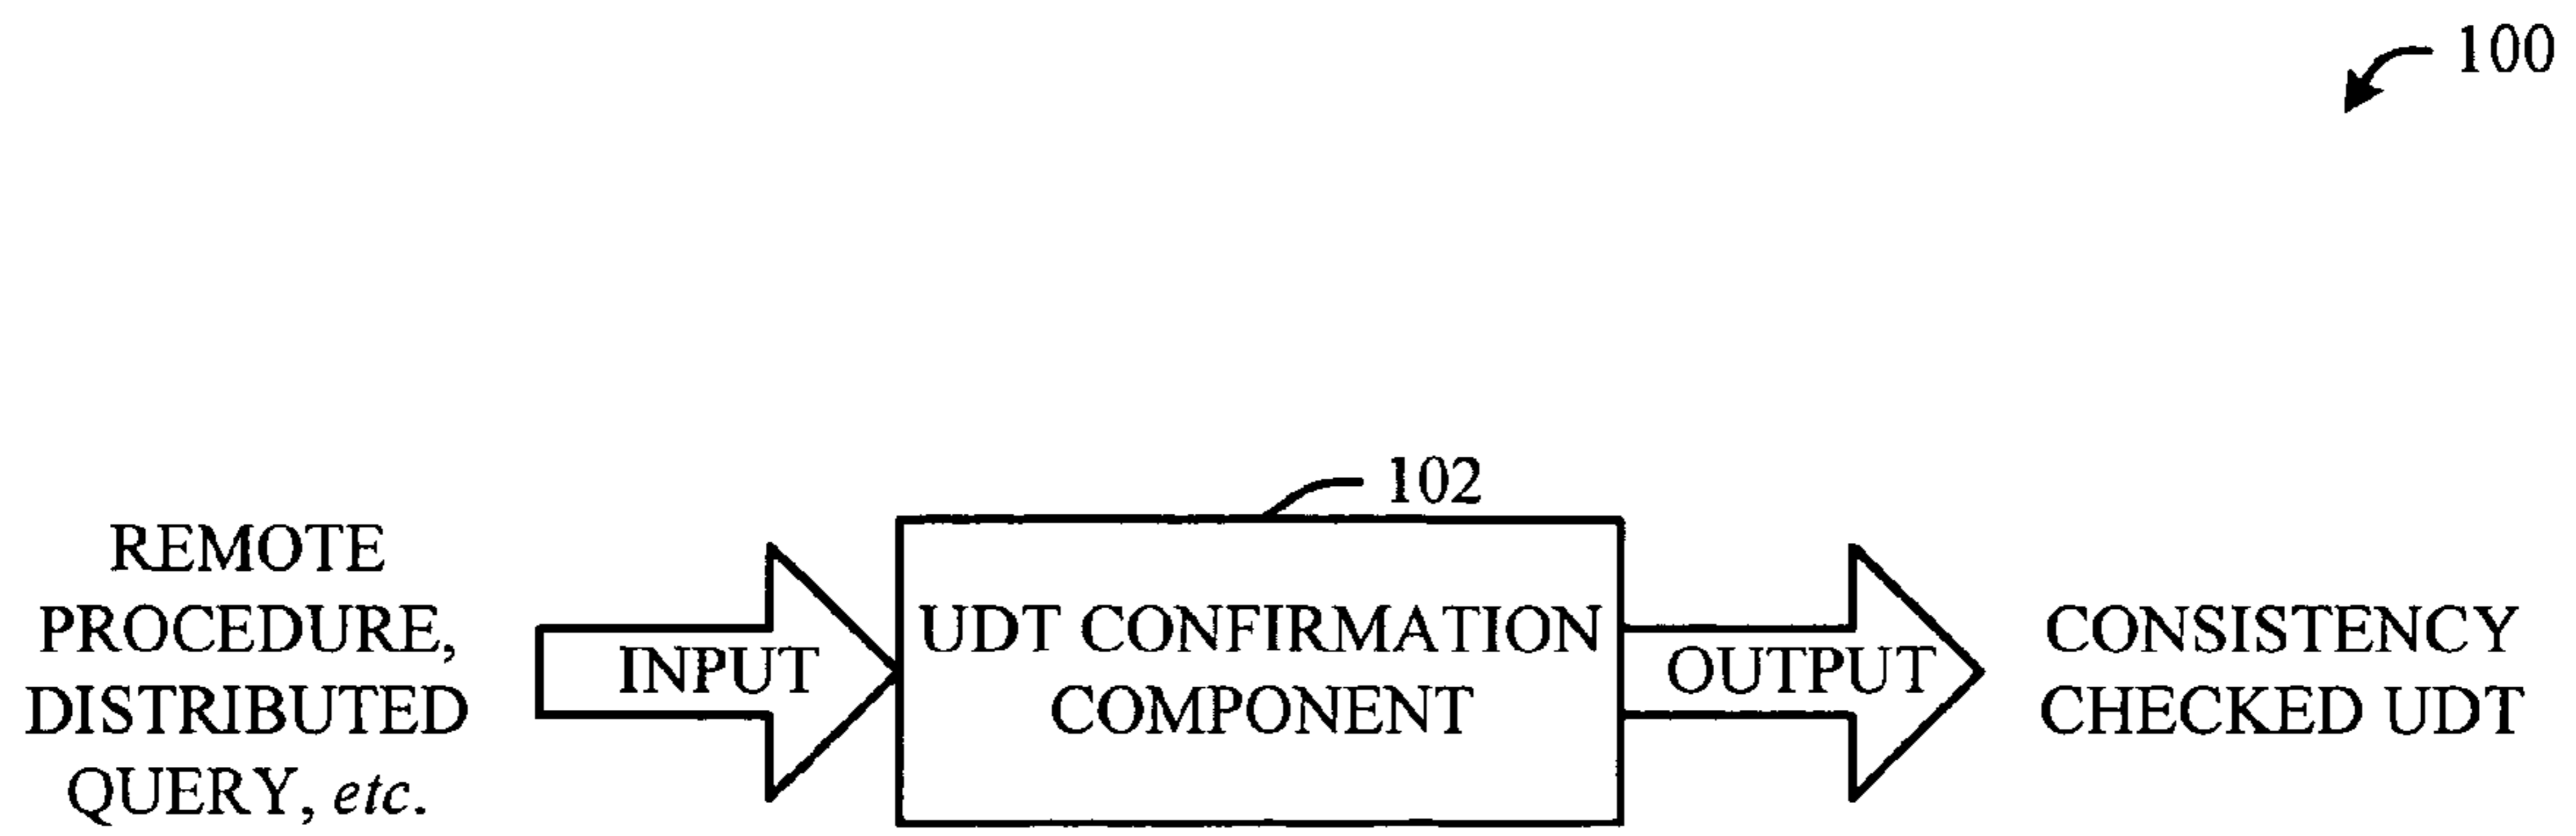 100
102
REMOTE
PROCEDURE,
DISTRIBUTED
QUERY, etc.
INPUT
UDT CONFIRMATION
COMPONENT
OUTPUT
CONSISTENCY
CHECKED UDT